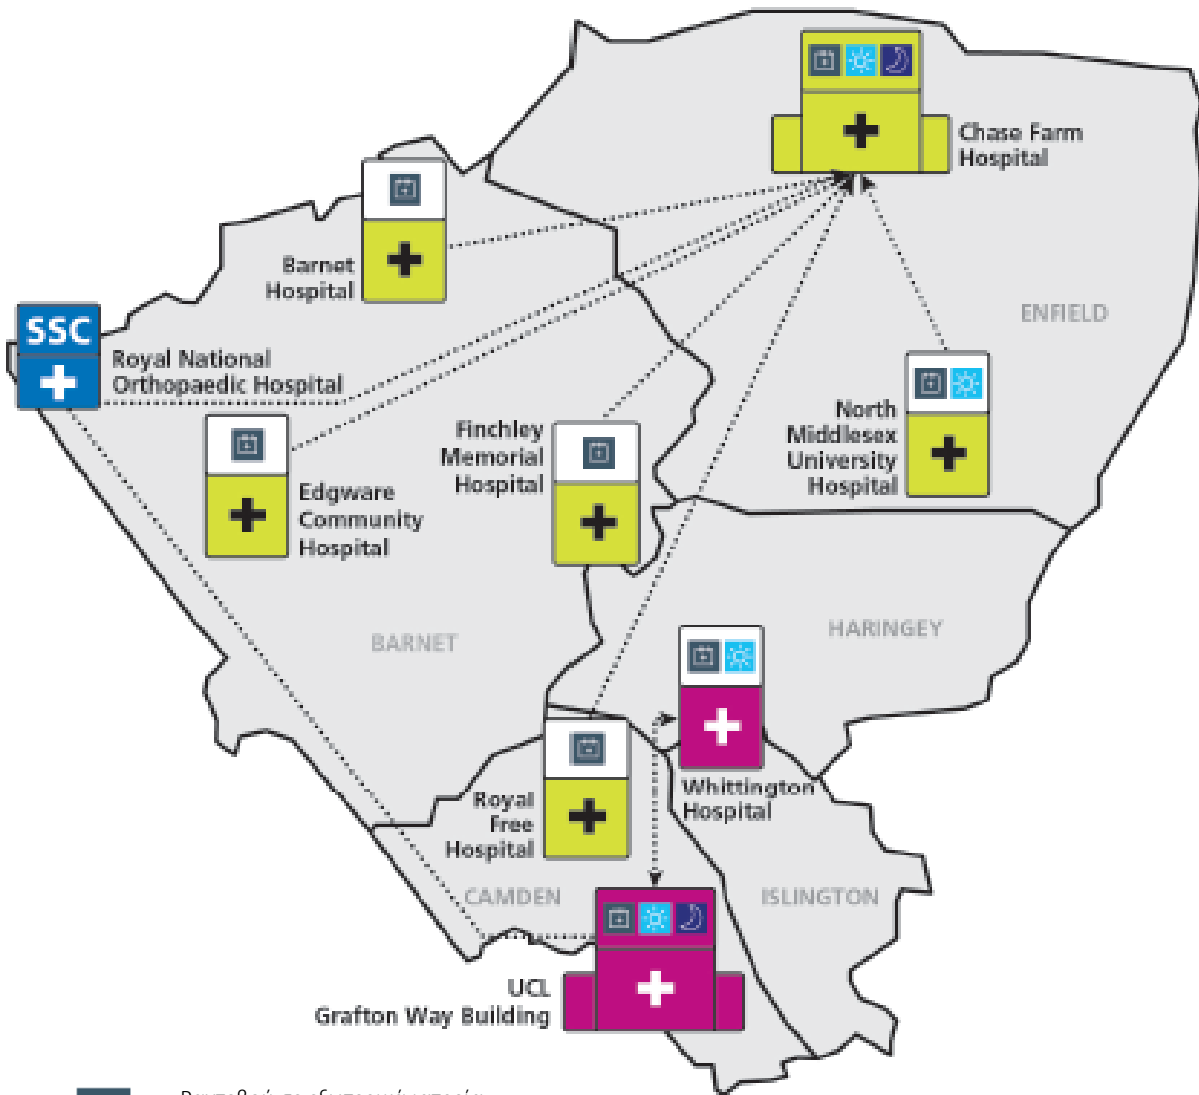 Chase Farm
Hospital
Barnet
Hospital
ENFIELD
SSC
Royal National
Orthopaedic Hospital
North
Middlesex
University
Hospital
Finchley
Memorial
Hospital
Edgware
Community
Hospital
BARNET
HARINGEY
Whittington
Hospital
Royal
Free
Hospital
CAMDEN
ISLINGTON
UCL
Grafton Way Building